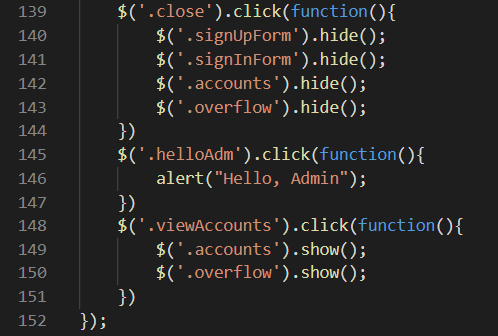 139 $('.close').click(function(){
140 $('.signUpForm').hide();
141 $('.signInForm').hide();
142 $('.accounts').hide();
143 $('.overflow').hide();
144 })
145 $('.helloAdm').click(function(){
146 alert("Hello, Admin");
147 })
148 $('.viewAccounts').click(function(){
149 $('.accounts').show();
150 $('.overflow').show();
151 })
152 });